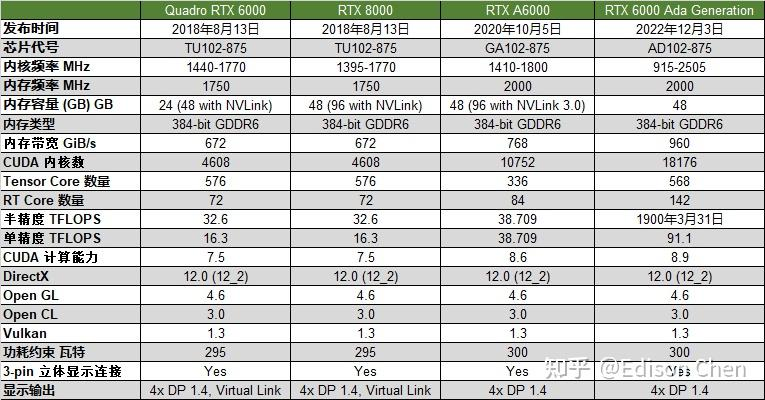 Quadro RTX 6000 RTX 8000 RTX A6000 RTX 6000 Ada Generation
发布时间 2018年8月13日 2018年8月13日 2020年10月5日 2022年12月3日
芯片代号 TU102-875 TU102-875 GA102-875 AD102-875
内核频率 MHz 1440-1770 1395-1770 1410-1800 915-2505
内存频率 MHz 1750 1750 2000 2000
内存容量 (GB) GB 24 (48 with NVLink) 48 (96 with NVLink) 48 (96 with NVLink 3.0) 48
内存类型 384-bit GDDR6 384-bit GDDR6 384-bit GDDR6 384-bit GDDR6
内存带宽 GiB/s 672 672 768 960
CUDA 内核数 4608 4608 10752 18176
Tensor Core 数量 576 576 336 568
RT Core 数量 72 72 84 142
半精度 TFLOPS 32.6 32.6 38.709 1900年3月31日
单精度 TFLOPS 16.3 16.3 38.709 91.1
CUDA 计算能力 7.5 7.5 8.6 8.9
DirectX 12.0 (12_2) 12.0 (12_2) 12.0 (12_2) 12.0 (12_2)
Open GL 4.6 4.6 4.6 4.6
Open CL 3.0 3.0 3.0 3.0
Vulkan 1.3 1.3 1.3 1.3
功耗约束 瓦特 295 295 300 300
3-pin 立体显示连接 Yes Yes Yes Yes
显示输出 4x DP 1.4, Virtual Link 4x DP 1.4, Virtual Link 4x DP 1.4 4x DP 1.4
知乎 @Edison Chen